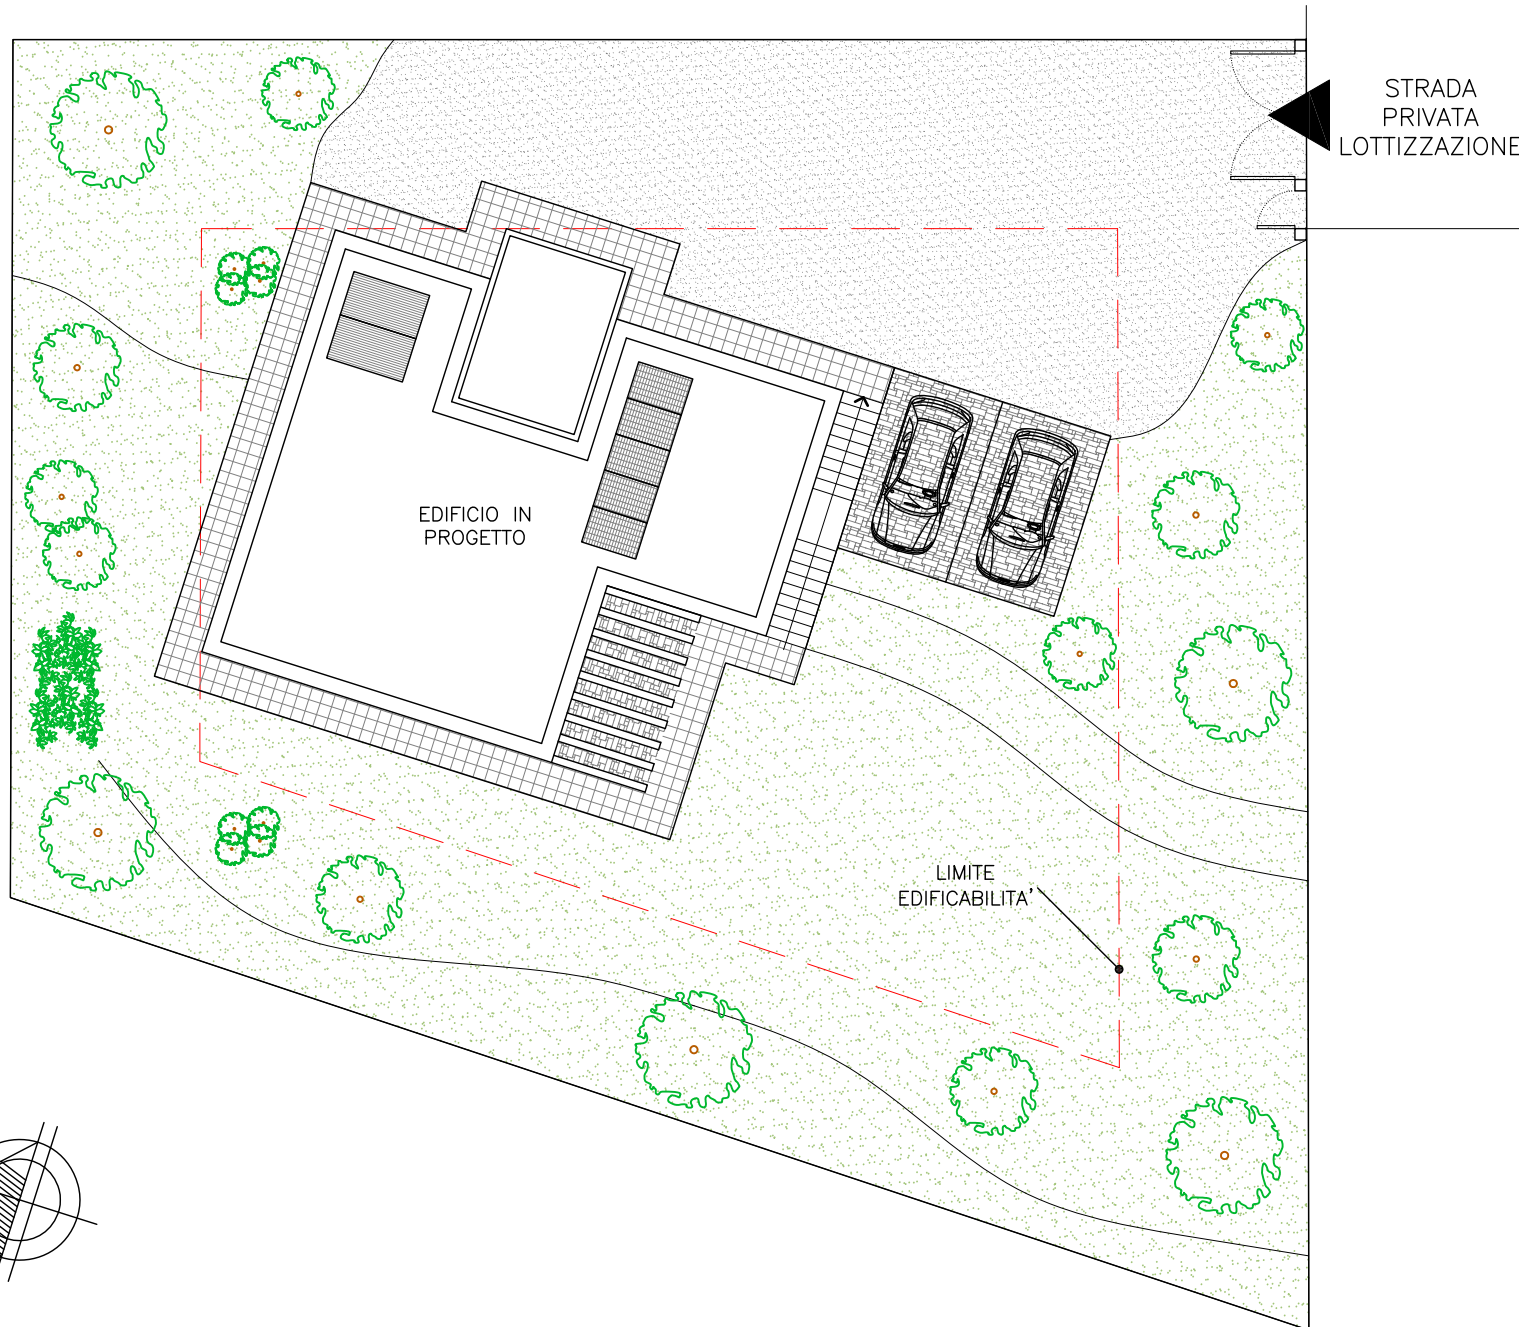 STRADA
PRIVATA
LOTTIZZAZIONE
EDIFICIO IN
PROGETTO
LIMITE
EDIFICABILITA'